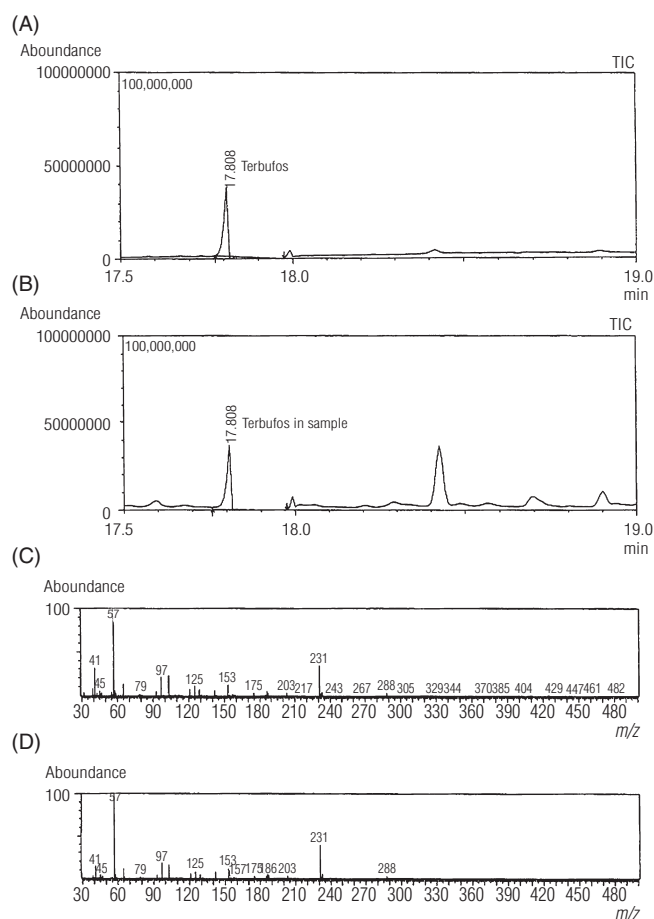 (A)
Aboundance
TIC
100000000
100,000,000
50000000
17.808
Terbufos
0
17.5
18.0
19.0
min
(B)
Aboundance
TIC
100000000
100,000,000
50000000
17.808
Terbufos in sample
0
17.5
18.0
19.0
min
(C)
Aboundance
100
57
41
45
79
97
125
153
175
203
217
231
243
267
288
305
329344
370385
404
429
447461
482
30 60 90 120 150 180 210 240 270 300 330 360 390 420 450 480
m/z
(D)
Aboundance
100
57
41
45
79
97
125
153
157
175
186
203
231
288
30 60 90 120 150 180 210 240 270 300 330 360 390 420 450 480
m/z